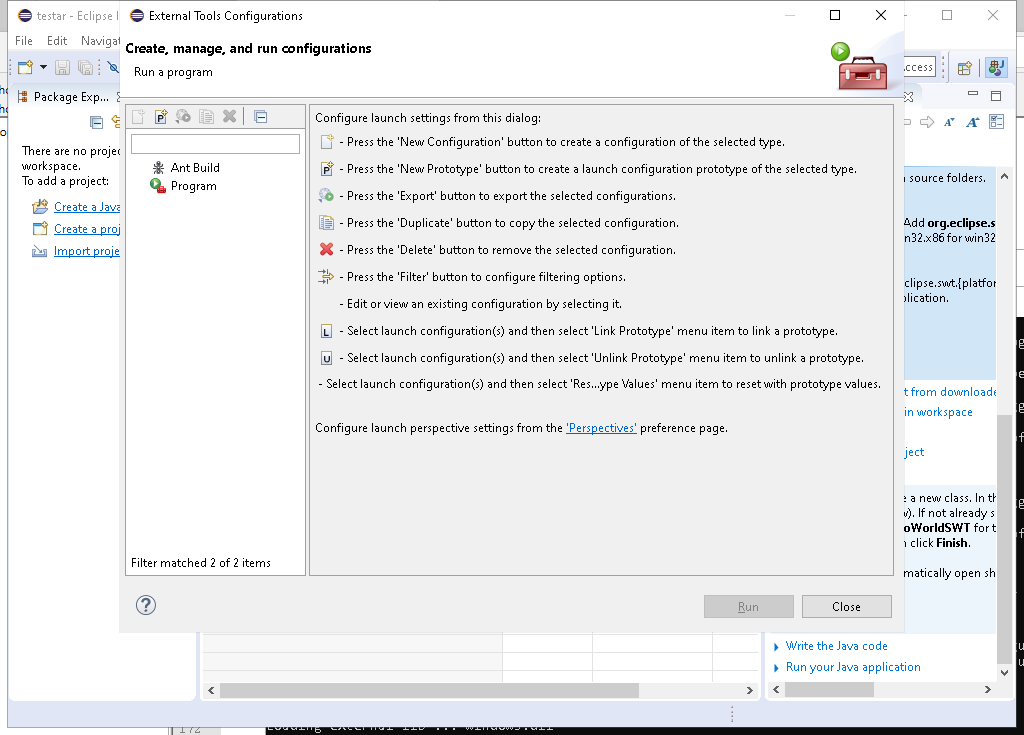 testar - Eclipse I
External Tools Configurations
File Edit Navigat
Create, manage, and run configurations
Run a program
ccess
Package Exp...
Configure launch settings from this dialog:
- Press the 'New Configuration' button to create a configuration of the selected type.
- Press the 'New Prototype' button to create a launch configuration prototype of the selected type.
- Press the 'Export' button to export the selected configurations.
- Press the 'Duplicate' button to copy the selected configuration.
- Press the 'Delete' button to remove the selected configuration.
- Press the 'Filter' button to configure filtering options.
- Edit or view an existing configuration by selecting it.
L - Select launch configuration(s) and then select 'Link Prototype' menu item to link a prototype.
U - Select launch configuration(s) and then select 'Unlink Prototype' menu item to unlink a prototype.
- Select launch configuration(s) and then select 'Res...ype Values' menu item to reset with prototype values.
Configure launch perspective settings from the 'Perspectives' preference page.
Ant Build
Program
Filter matched 2 of 2 items
Run
Close
There are no projec
workspace.
To add a project:
Create a Java
Create a proj
Import proje
source folders.
Add org.eclipse.s
n32.x86 for win32
clipse.swt.{platfor
plication.
t from downloade
in workspace
ject
e a new class. In th
w). If not already s
oWorldSWT for t
click Finish.
matically open sh
Write the Java code
Run your Java application
172
Loading external lib ... windows.dll